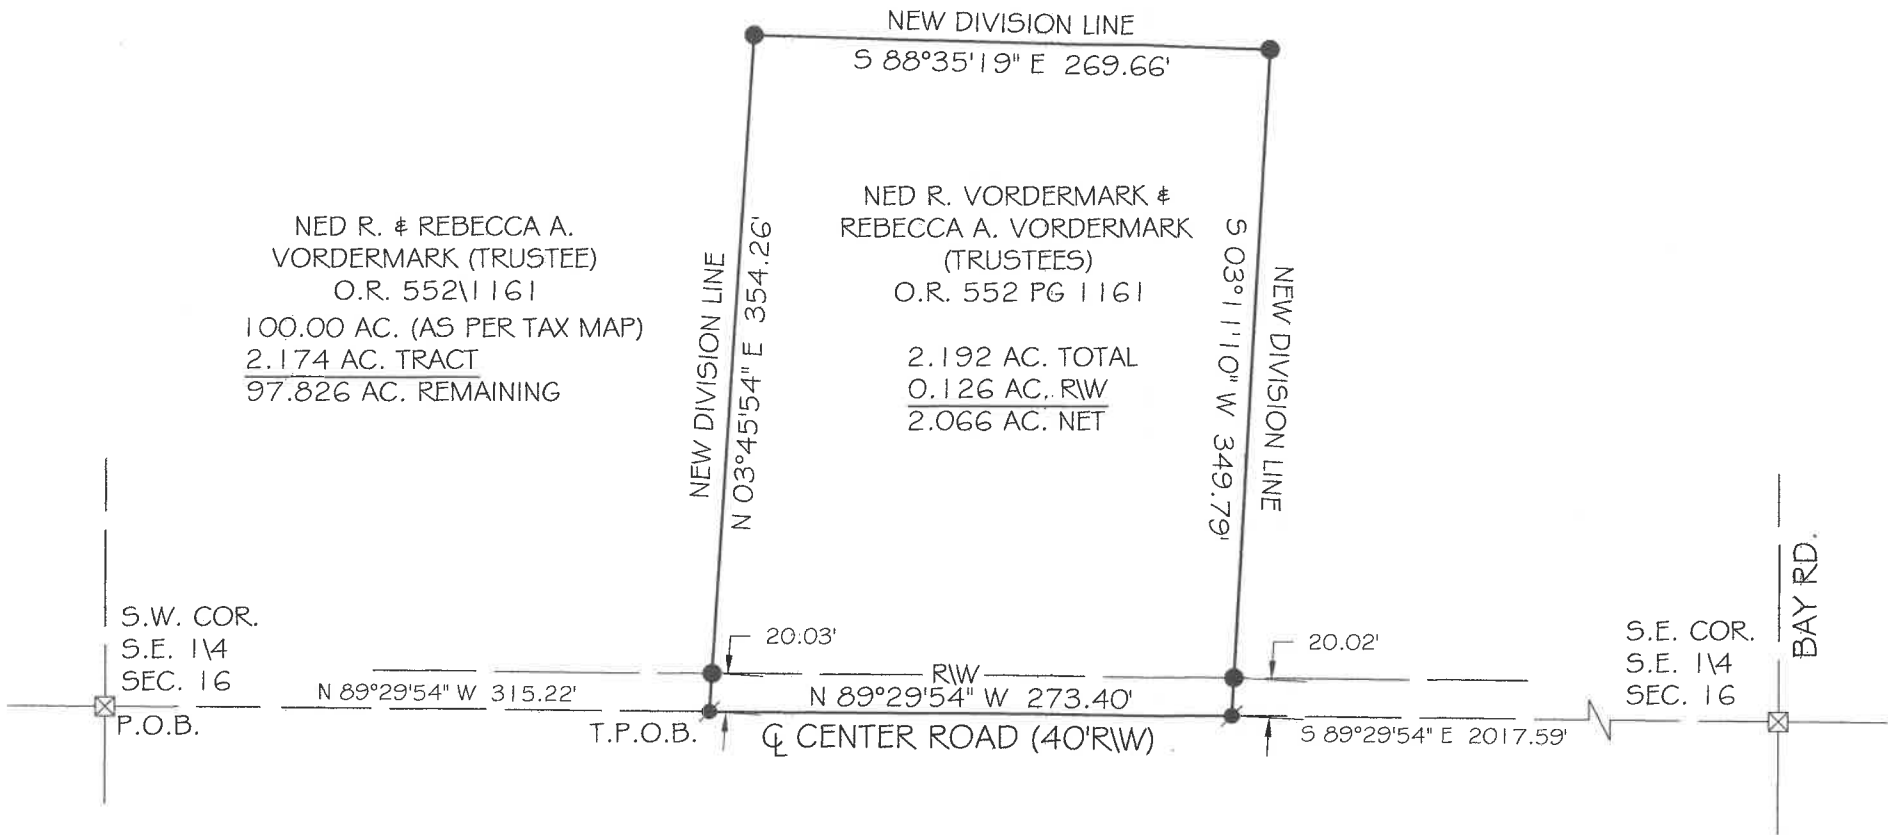 NEW DIVISION LINE
S 88°35'19" E 269.66'
NED R. & REBECCA A.
VORDERMARK (TRUSTEE)
O.R. 552\1161
100.00 AC. (AS PER TAX MAP)
2.174 AC. TRACT
97.826 AC. REMAINING
NEW DIVISION LINE
N 03°45'54" E 354.26'
NED R. VORDERMARK &
REBECCA A. VORDERMARK
(TRUSTEES)
O.R. 552 PG 1161
2.192 AC. TOTAL
0.126 AC. R\W
2.066 AC. NET
S 03°11'10" W 349.79'
NEW DIVISION LINE
S.W. COR.
S.E. 1\4
SEC. 16
P.O.B.
N 89°29'54" W 315.22'
T.P.O.B.
20.03'
R\W
N 89°29'54" W 273.40'
℄ CENTER ROAD (40'R\W)
20.02'
S 89°29'54" E 2017.59'
S.E. COR.
S.E. 1\4
SEC. 16
BAY RD.